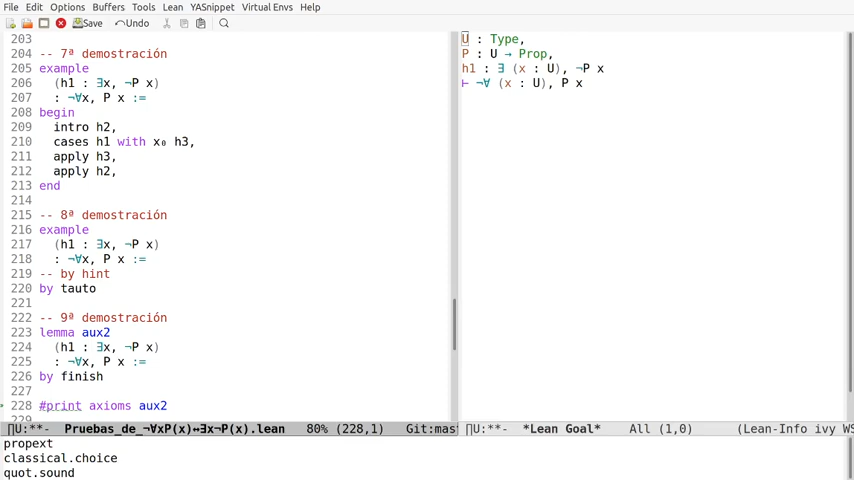 File Edit Options Buffers Tools Lean YASnippet Virtual Envs Help
Save Undo
203
204 -- 7ª demostración
205 example
206   (h1 : ∃x, ¬P x)
207   : ¬∀x, P x :=
208 begin
209   intro h2,
210   cases h1 with x₀ h3,
211   apply h3,
212   apply h2,
213 end
214
215 -- 8ª demostración
216 example
217   (h1 : ∃x, ¬P x)
218   : ¬∀x, P x :=
219 -- by hint
220 by tauto
221
222 -- 9ª demostración
223 lemma aux2
224   (h1 : ∃x, ¬P x)
225   : ¬∀x, P x :=
226 by finish
227
228 #print axioms aux2
229
U : Type,
P : U → Prop,
h1 : ∃ (x : U), ¬P x
⊢ ¬∀ (x : U), P x
∏U:**-  Pruebas_de_¬∀xP(x)↔∃x¬P(x).lean   80% (228,1)   Git:mast
∏U:**-  *Lean Goal*    All (1,0)      (Lean-Info ivy WS
propext
classical.choice
quot.sound